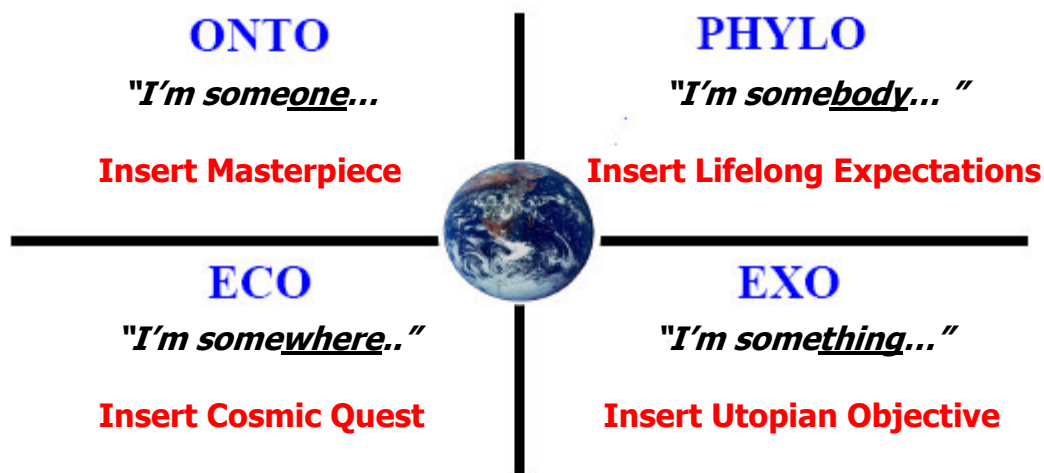 ONTO
“I’m someone...
Insert Masterpiece
PHYLO
“I’m somebody... ”
Insert Lifelong Expectations
ECO
“I’m somewhere..”
Insert Cosmic Quest
EXO
“I’m something...”
Insert Utopian Objective